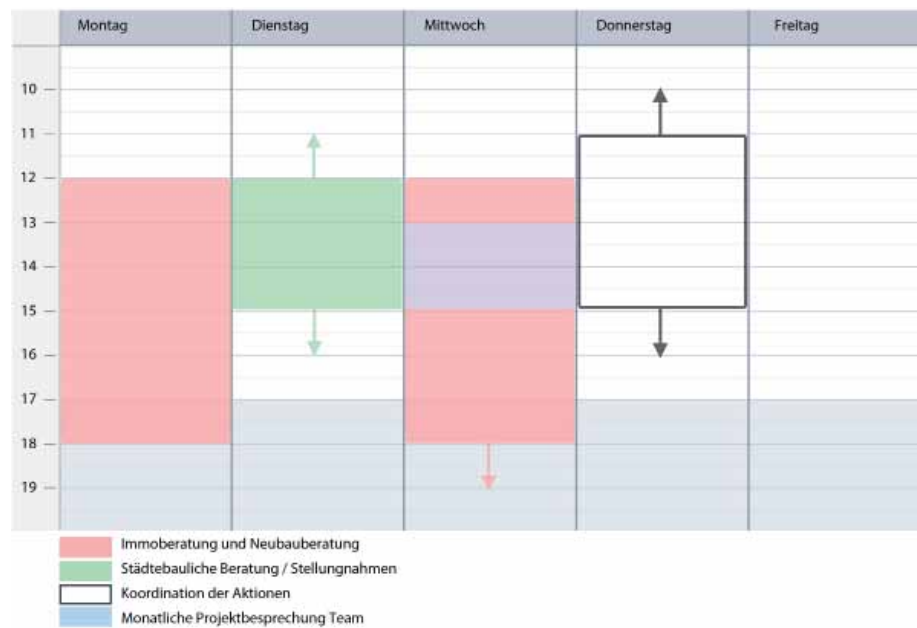 Montag Dienstag Mittwoch Donnerstag Freitag
10
11
12
13
14
15
16
17
18
19
Immoberatung und Neubauberatung
Städtebauliche Beratung / Stellungnahmen
Koordination der Aktionen
Monatliche Projektbesprechung Team